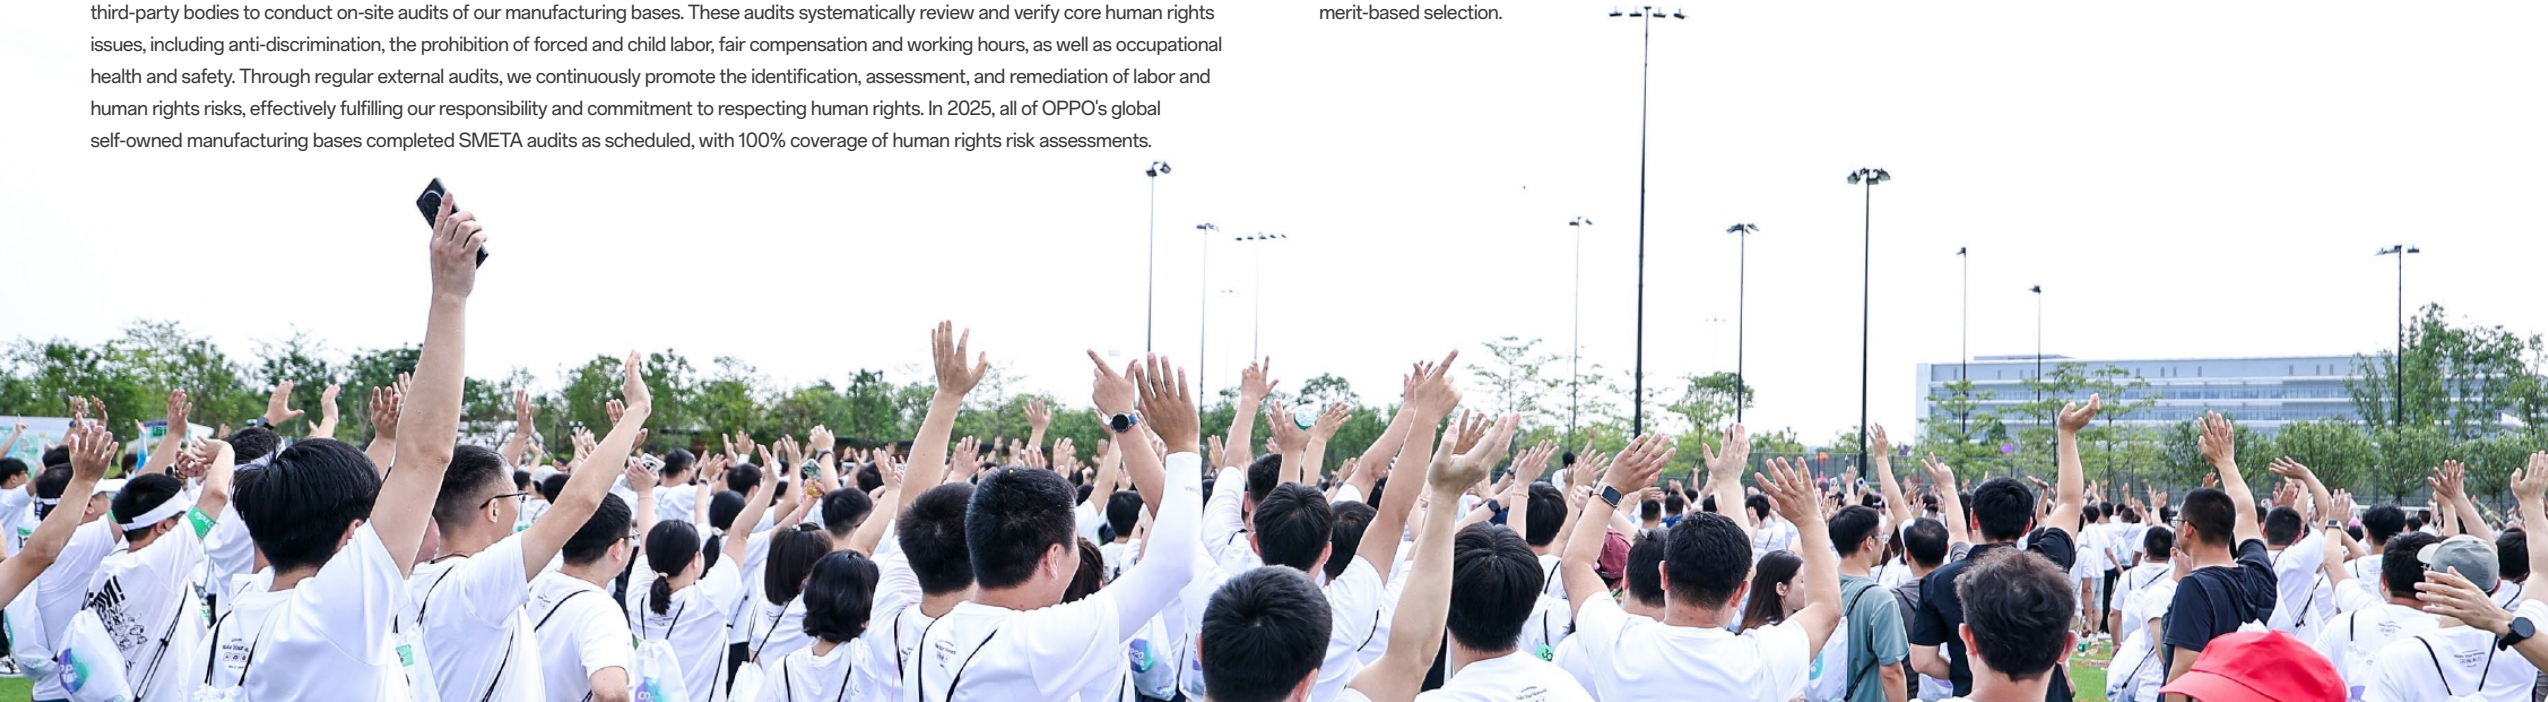 third-party bodies to conduct on-site audits of our manufacturing bases. These audits systematically review and verify core human rights
issues, including anti-discrimination, the prohibition of forced and child labor, fair compensation and working hours, as well as occupational
health and safety. Through regular external audits, we continuously promote the identification, assessment, and remediation of labor and
human rights risks, effectively fulfilling our responsibility and commitment to respecting human rights. In 2025, all of OPPO's global
self-owned manufacturing bases completed SMETA audits as scheduled, with 100% coverage of human rights risk assessments.
merit-based selection.